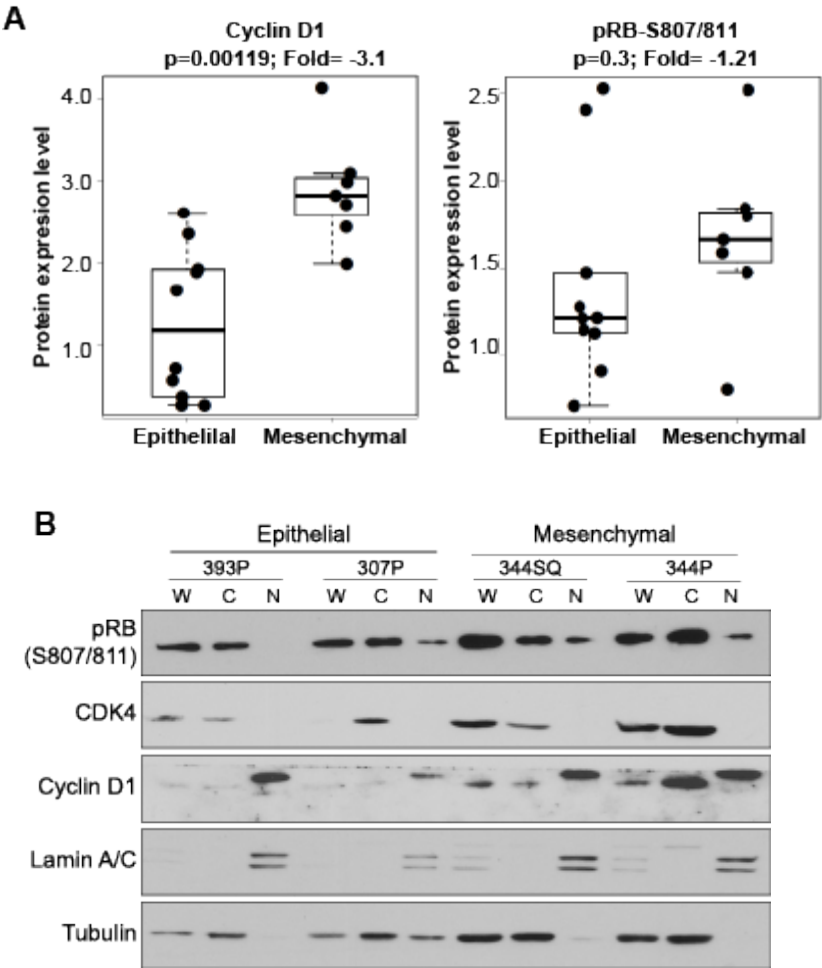 A
Cyclin D1
p=0.00119; Fold= -3.1
4.0
3.0
2.0
1.0
Protein expresion level
Epithelilal Mesenchymal
pRB-S807/811
p=0.3; Fold= -1.21
2.5
2.0
1.5
1.0
Protein expression level
Epithelial Mesenchymal
B
Epithelial Mesenchymal
393P 307P 344SQ 344P
W C N W C N W C N W C N
pRB
(S807/811)
CDK4
Cyclin D1
Lamin A/C
Tubulin